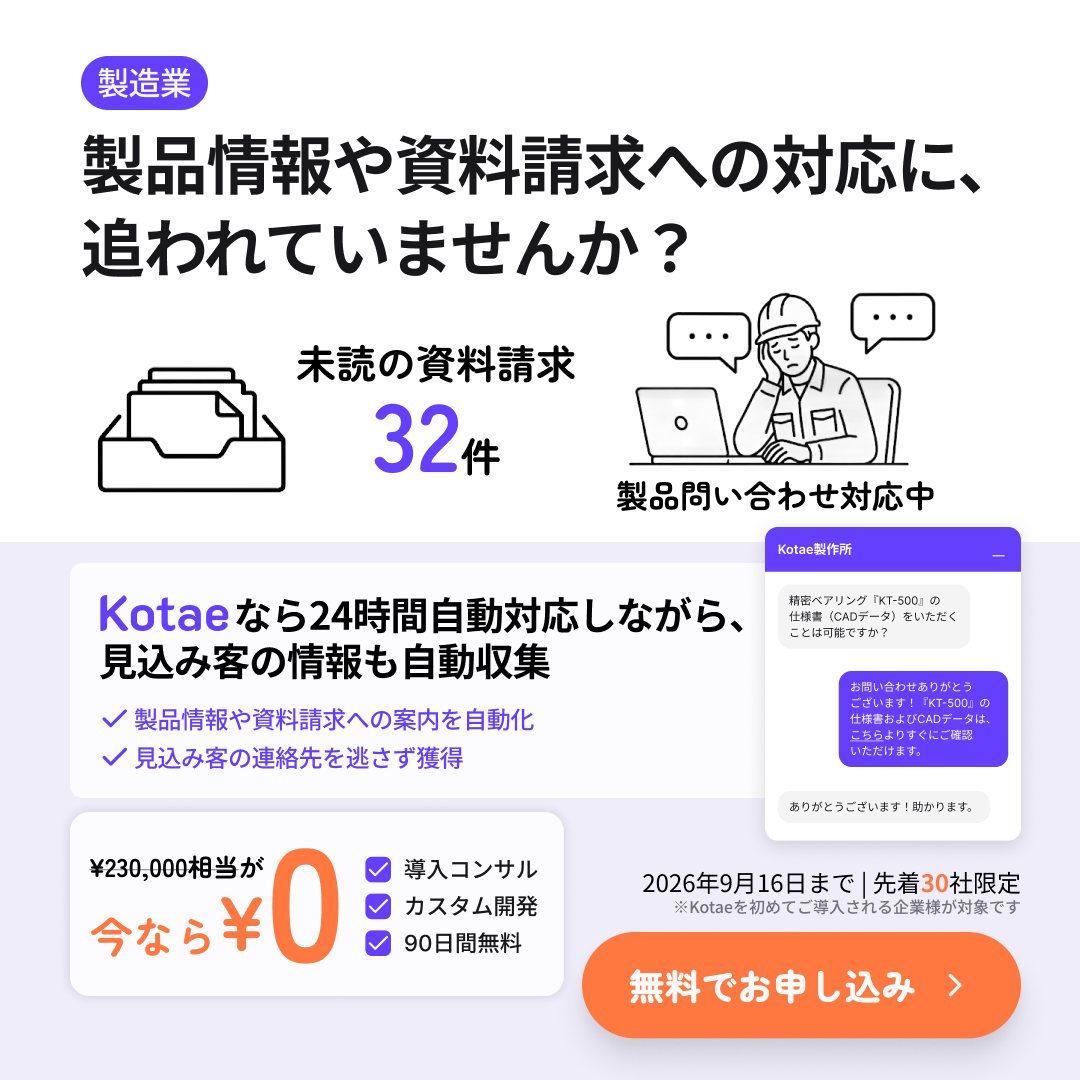 製造業
製品情報や資料請求への対応に、
追われていませんか？
未読の資料請求
32件
製品問い合わせ対応中
Kotaeなら24時間自動対応しながら、
見込み客の情報も自動収集
製品情報や資料請求への案内を自動化
見込み客の連絡先を逃さず獲得
Kotae製作所
精密ベアリング『KT-500』の
仕様書（CADデータ）をいただく
ことは可能ですか？
お問い合わせありがとう
ございます！『KT-500』の
仕様書およびCADデータは、
こちらよりすぐにご確認
いただけます。
ありがとうございます！助かります。
¥230,000相当が
今なら¥0
導入コンサル
カスタム開発
90日間無料
2026年9月16日まで | 先着30社限定
※Kotaeを初めてご導入される企業様が対象です
無料でお申し込み